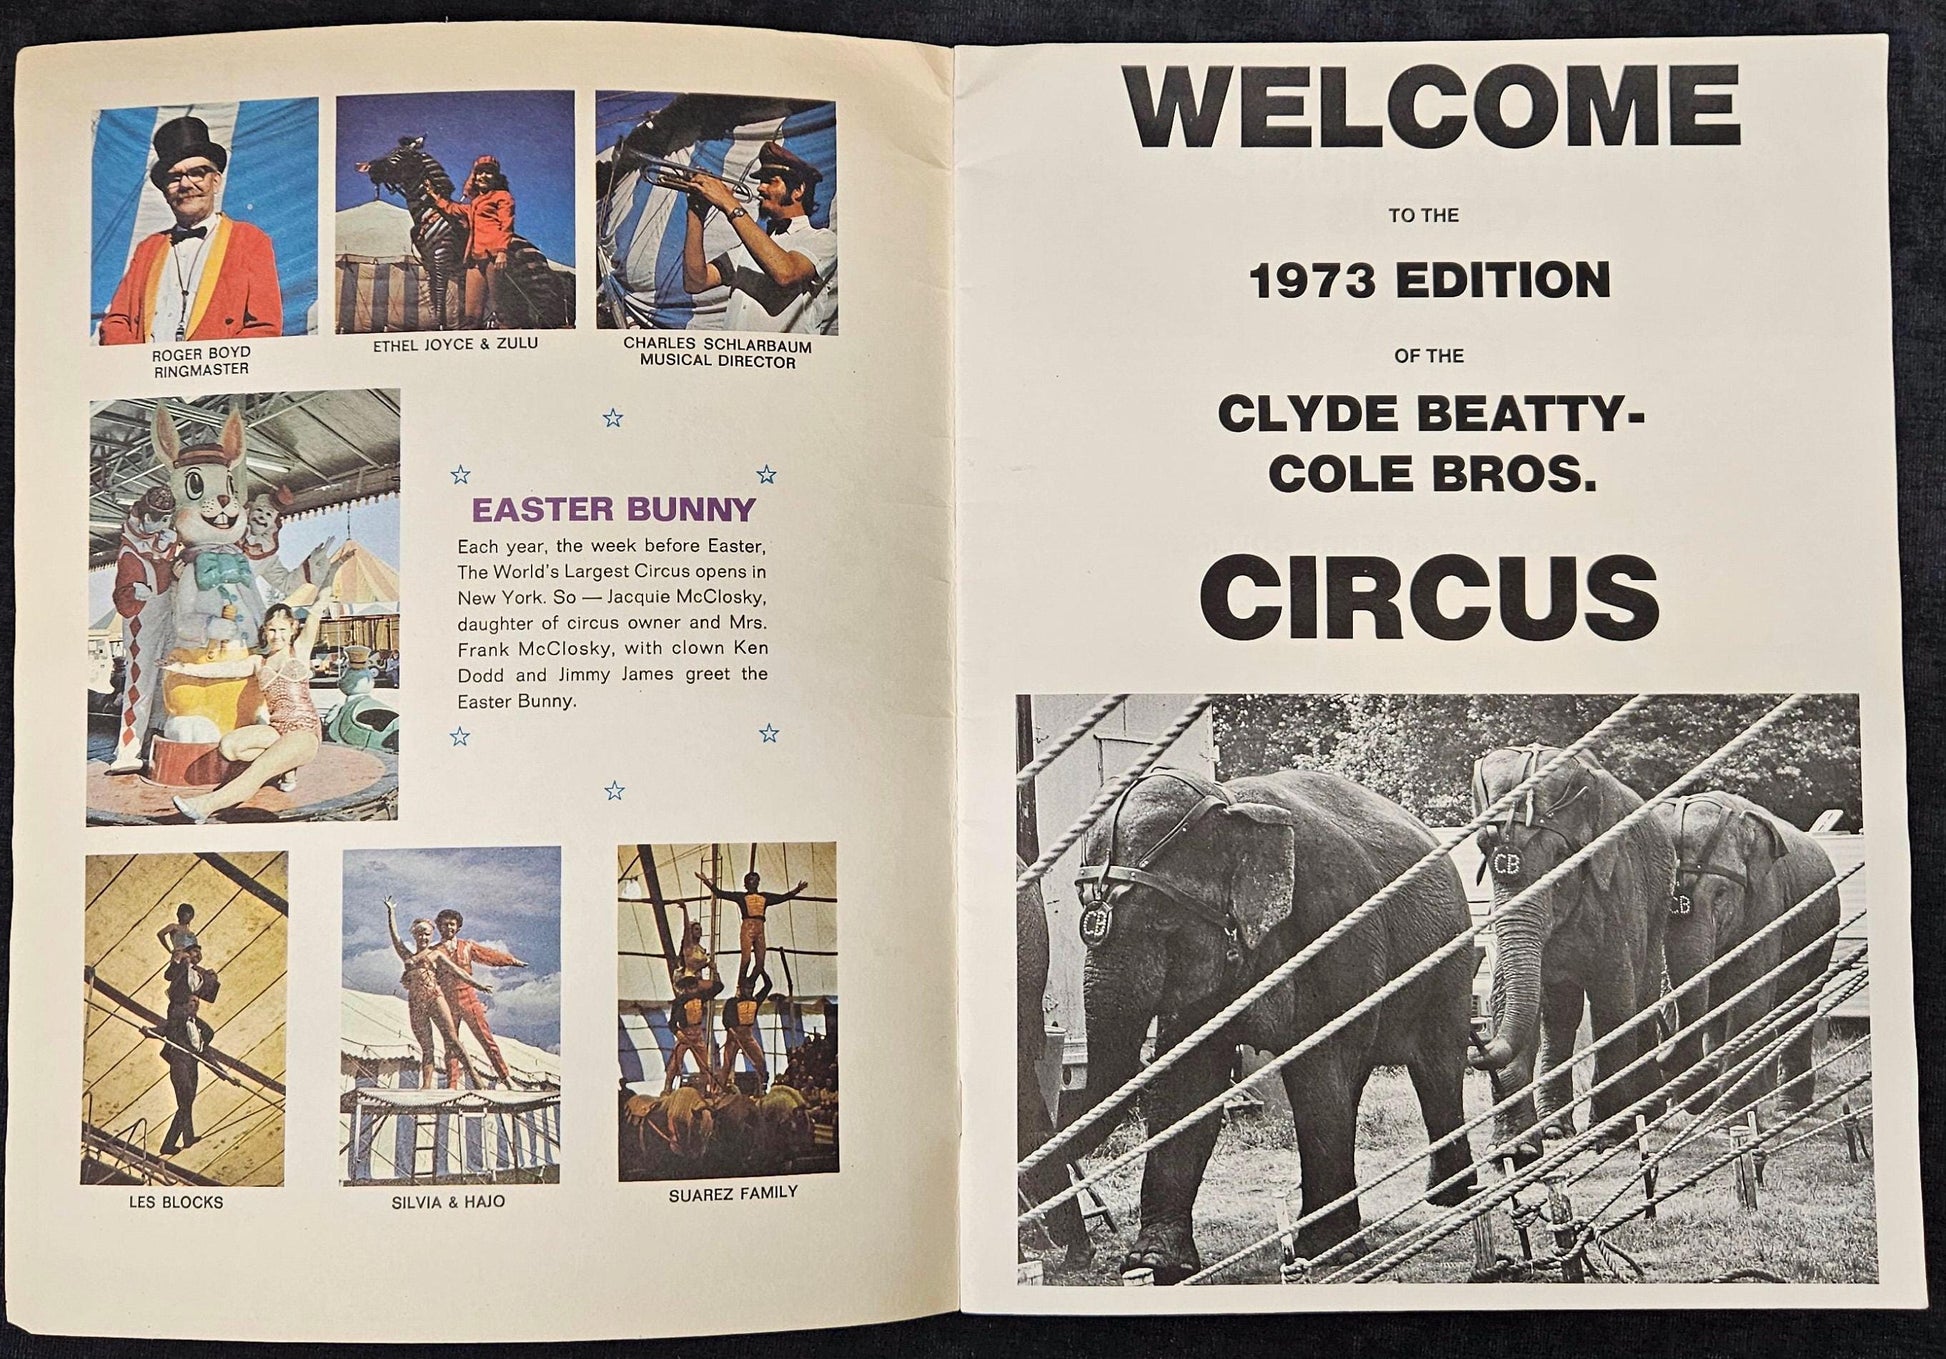 ROGER BOYD
RINGMASTER
ETHEL JOYCE & ZULU
CHARLES SCHLARBAUM
MUSICAL DIRECTOR
EASTER BUNNY
Each year, the week before Easter,
The World's Largest Circus opens in
New York. So — Jacquie McClosky,
daughter of circus owner and Mrs.
Frank McClosky, with clown Ken
Dodd and Jimmy James greet the
Easter Bunny.
LES BLOCKS
SILVIA & HAJO
SUAREZ FAMILY
WELCOME
TO THE
1973 EDITION
OF THE
CLYDE BEATTY-
COLE BROS.
CIRCUS
CB
CB
CB